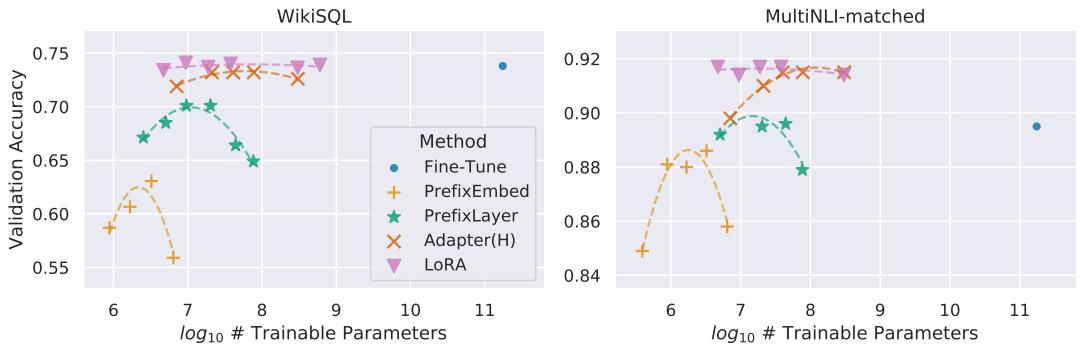 WikiSQL
Validation Accuracy
0.75
0.70
0.65
0.60
0.55
6 7 8 9 10 11
log10 # Trainable Parameters
Method
Fine-Tune
PrefixEmbed
PrefixLayer
Adapter(H)
LoRA
MultiNLI-matched
0.92
0.90
0.88
0.86
0.84
6 7 8 9 10 11
log10 # Trainable Parameters